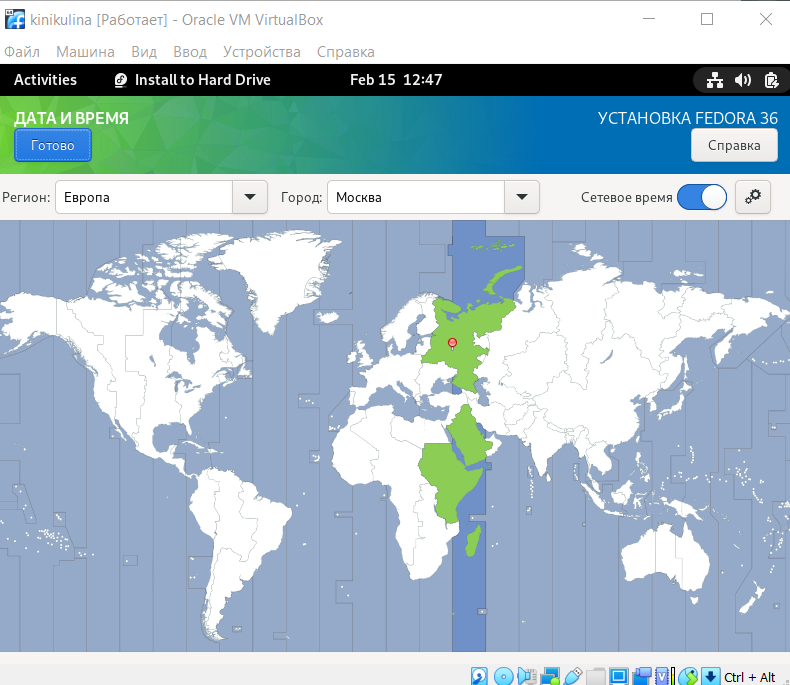 kinikulina [Работает] - Oracle VM VirtualBox
Файл Машина Вид Ввод Устройства Справка
Activities Install to Hard Drive Feb 15 12:47
ДАТА И ВРЕМЯ УСТАНОВКА FEDORA 36
Готово Справка
Регион: Европа Город: Москва Сетевое время
Ctrl + Alt